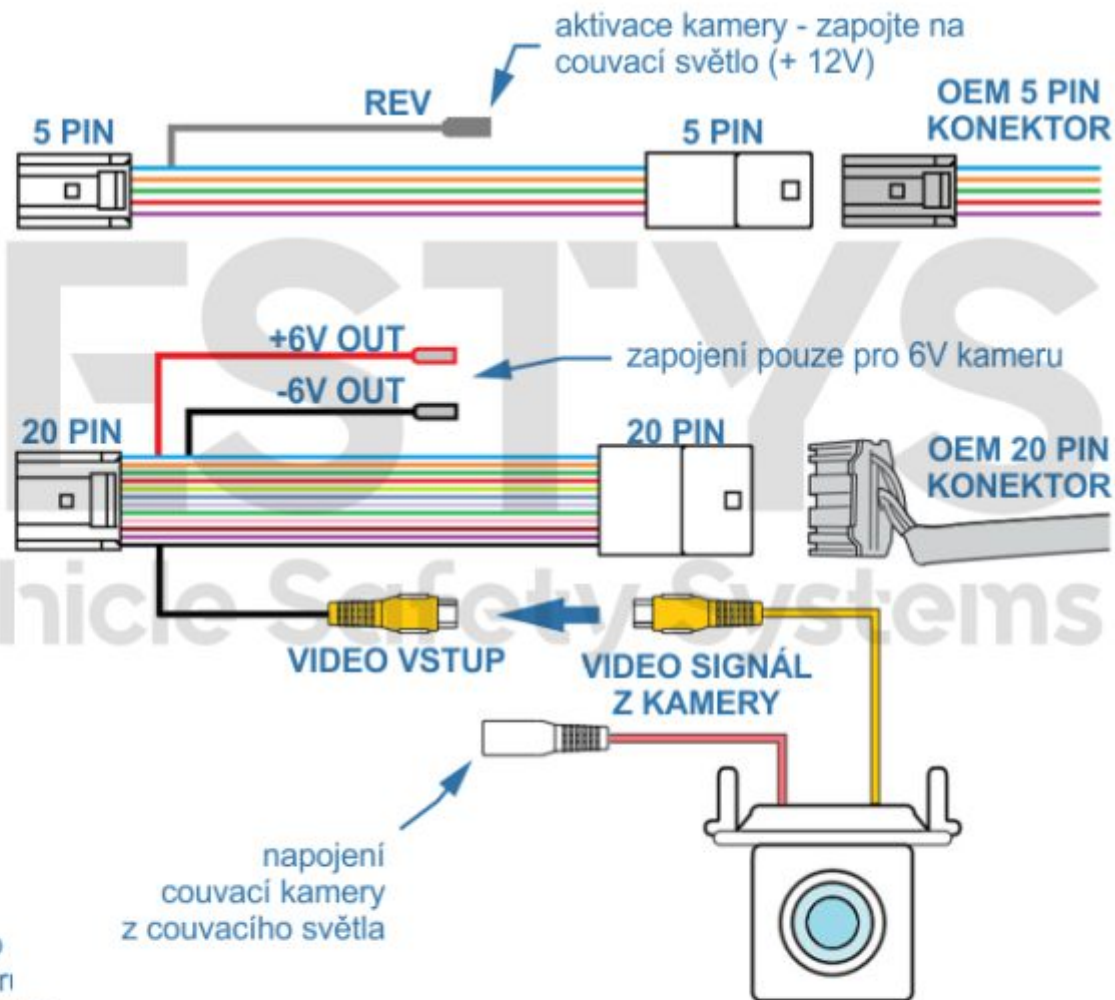 aktivace kamery - zapojte na
couvací světlo (+ 12V)
REV
5 PIN
5 PIN
OEM 5 PIN
KONEKTOR
ESTYS
+6V OUT
-6V OUT
zapojení pouze pro 6V kameru
20 PIN
20 PIN
OEM 20 PIN
KONEKTOR
hicle Safety Systems
VIDEO VSTUP
VIDEO SIGNÁL
Z KAMERY
napojení
couvací kamery
z couvacího světla